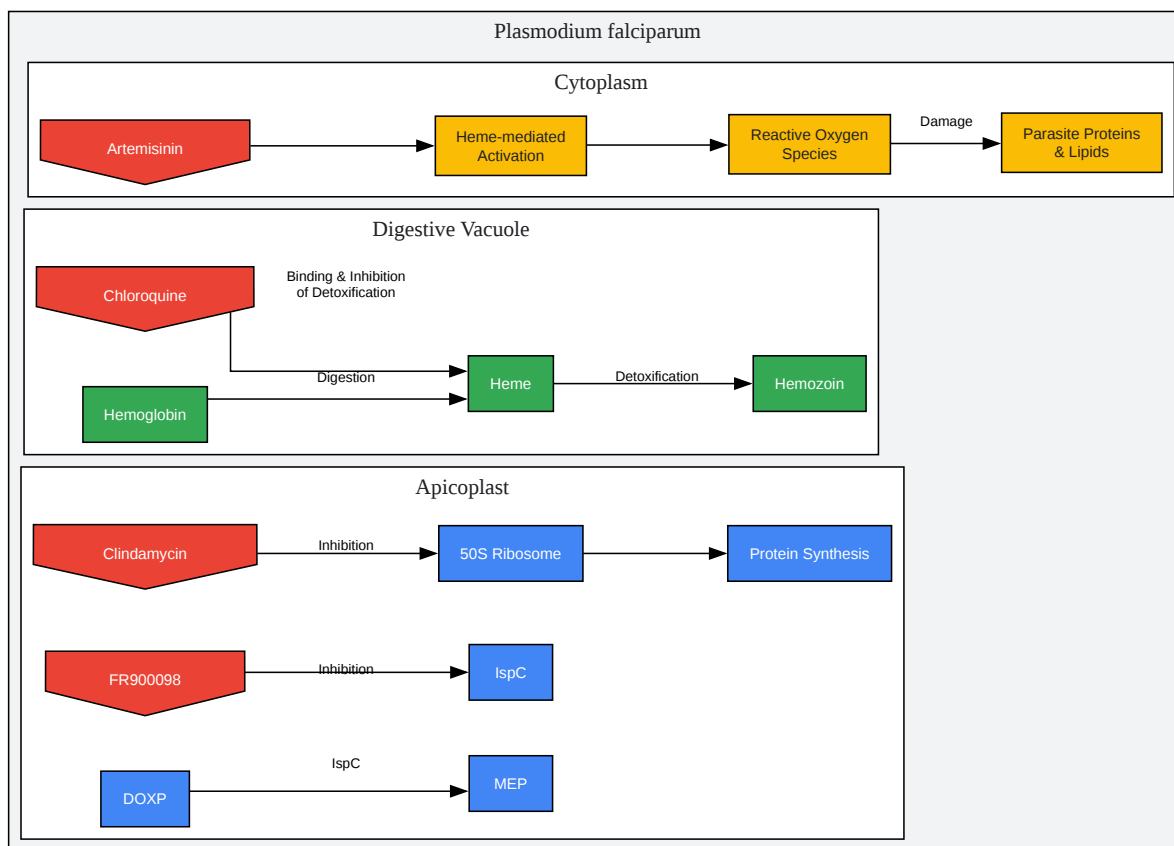 Plasmodium falciparum
Cytoplasm
Artemisinin
Heme-mediated
Activation
Reactive Oxygen
Species
Damage
Parasite Proteins
& Lipids
Digestive Vacuole
Chloroquine
Binding & Inhibition
of Detoxification
Digestion
Hemoglobin
Heme
Detoxification
Hemozoin
Apicoplast
Clindamycin
Inhibition
50S Ribosome
Protein Synthesis
FR900098
Inhibition
IspC
DOXP
IspC
MEP